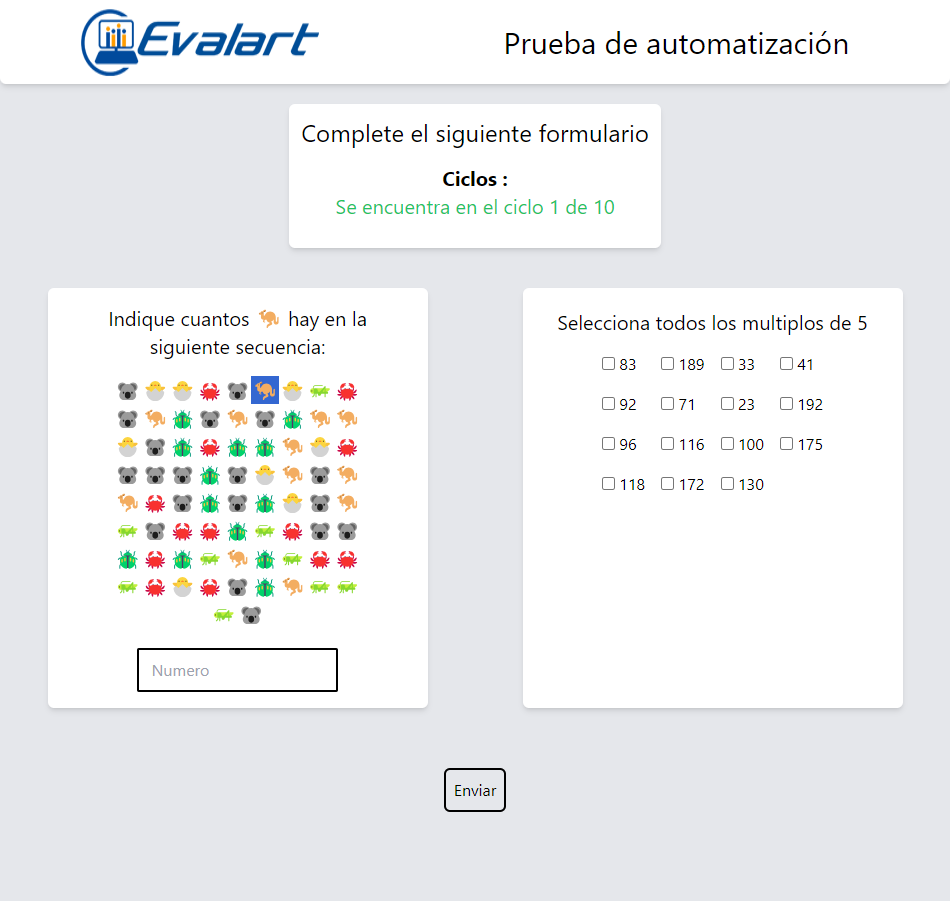 Evalart
Prueba de automatización
Complete el siguiente formulario
Ciclos :
Se encuentra en el ciclo 1 de 10
Indique cuantos 🦘 hay en la
siguiente secuencia:
🐨🐣🐣🦀🐨🦘🐣🦗🦀
🐨🦘🪲🐨🦘🐨🪲🦘🦘
🐣🐨🪲🦀🪲🪲🦘🐣🦀
🐨🐨🐨🪲🐨🐣🦘🐨🦘
🦘🦀🐨🪲🐨🪲🐣🐨🦘
🦗🐨🦀🦀🪲🦗🦀🐨🐨
🪲🦀🪲🦗🦘🪲🦗🦀🦀
🦗🦀🐣🦀🐨🪲🦘🦗🦗
🦗🐨
Numero
Selecciona todos los multiplos de 5
83 189 33 41
92 71 23 192
96 116 100 175
118 172 130
Enviar